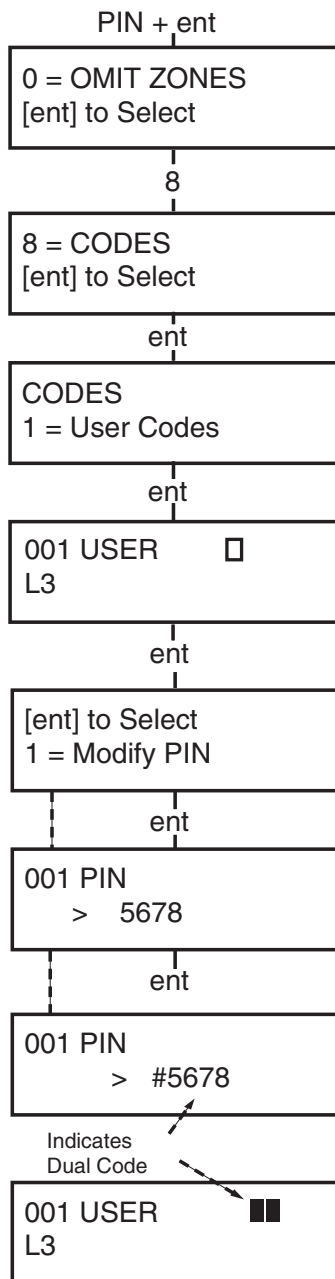 PIN + ent
0 = OMIT ZONES
[ent] to Select
8
8 = CODES
[ent] to Select
ent
CODES
1 = User Codes
ent
001 USER
L3
ent
[ent] to Select
1 = Modify PIN
ent
001 PIN
> 5678
ent
001 PIN
> #5678
Indicates
Dual Code
001 USER
L3